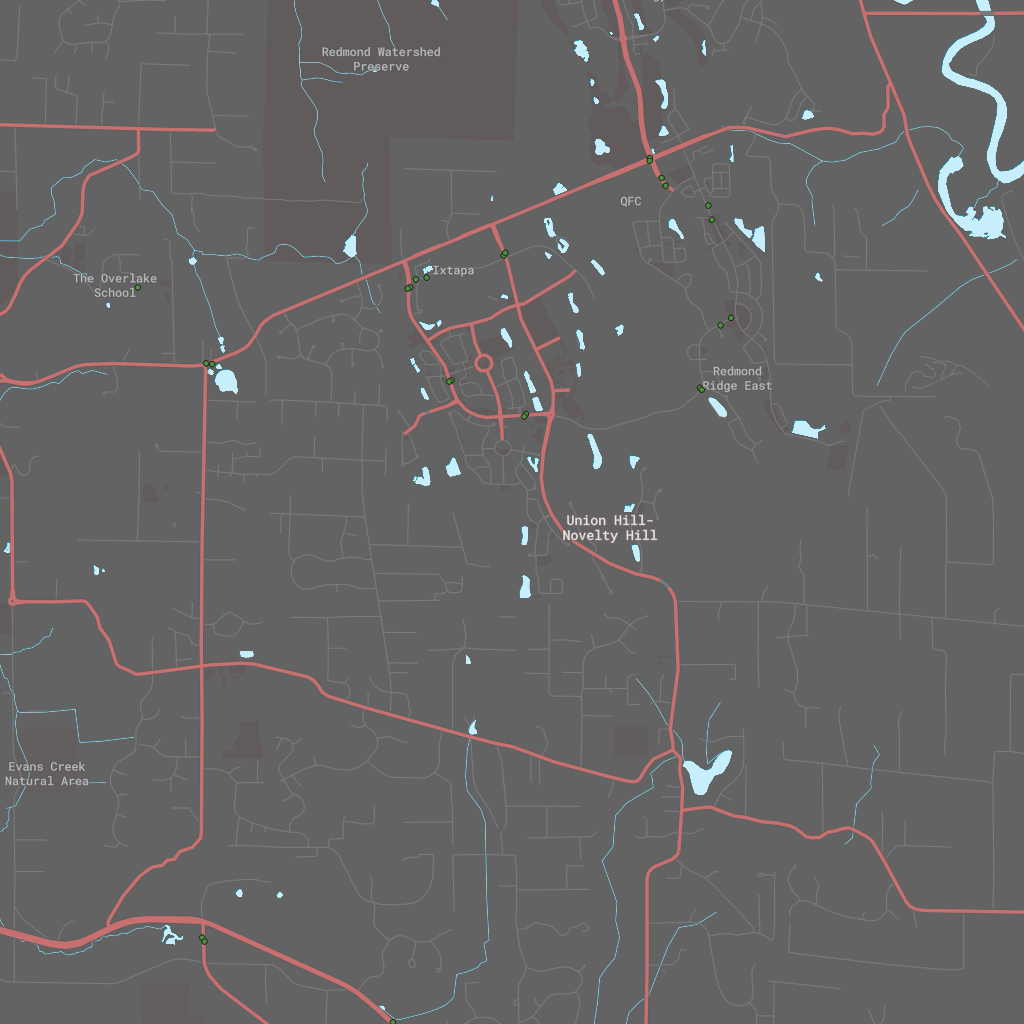 Redmond Watershed
Preserve
QFC
Ixtapa
The Overlake
School
Redmond
Ridge East
Union Hill-
Novelty Hill
Evans Creek
Natural Area